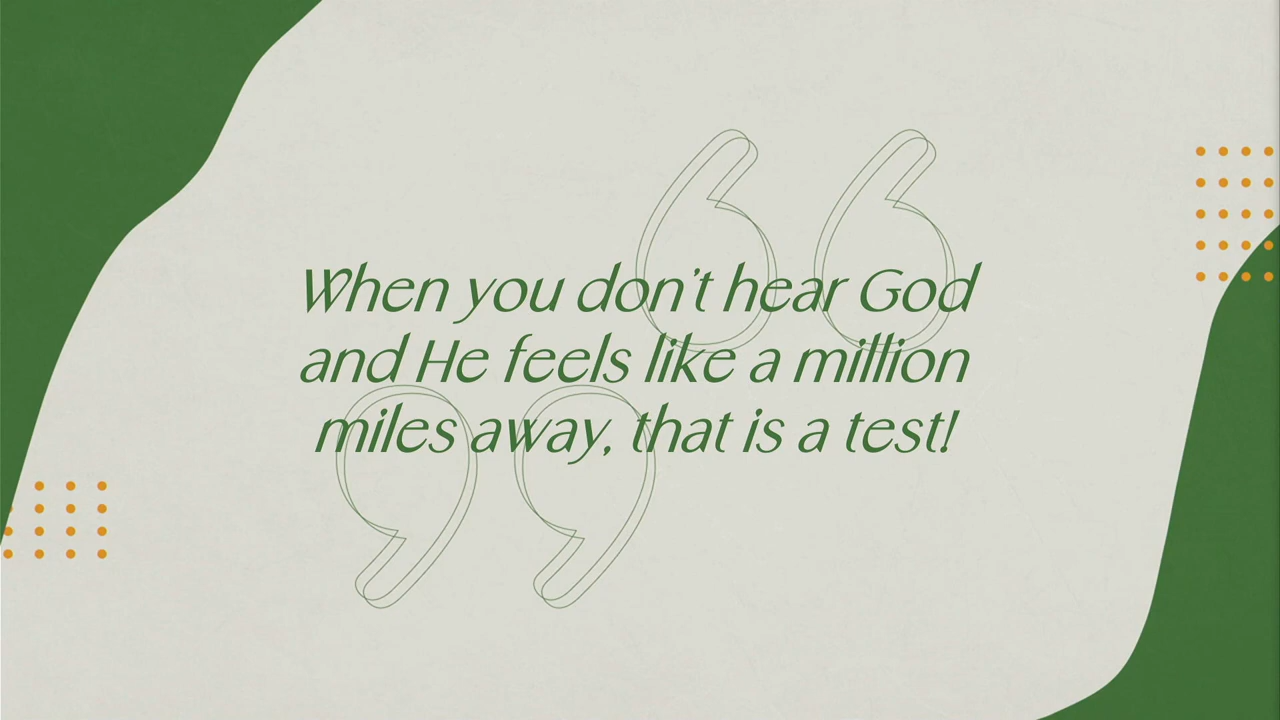 When you don't hear God
and He feels like a million
miles away, that is a test!